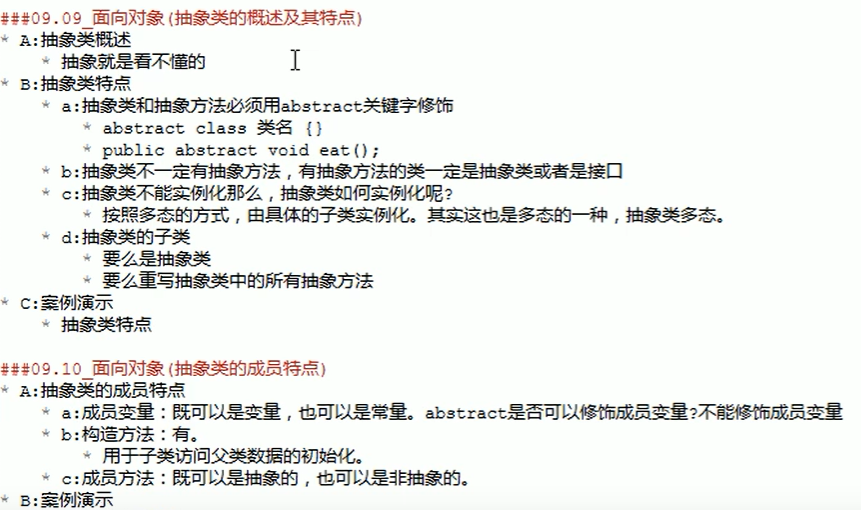 ###09.09_面向对象(抽象类的概述及其特点)
* A:抽象类概述
* 抽象就是看不懂的
* B:抽象类特点
* a:抽象类和抽象方法必须用abstract关键字修饰
* abstract class 类名 {}
* public abstract void eat();
* b:抽象类不一定有抽象方法，有抽象方法的类一定是抽象类或者是接口
* c:抽象类不能实例化那么，抽象类如何实例化呢?
* 按照多态的方式，由具体的子类实例化。其实这也是多态的一种，抽象类多态。
* d:抽象类的子类
* 要么是抽象类
* 要么重写抽象类中的所有抽象方法
* C:案例演示
* 抽象类特点
###09.10_面向对象(抽象类的成员特点)
* A:抽象类的成员特点
* a:成员变量：既可以是变量，也可以是常量。abstract是否可以修饰成员变量?不能修饰成员变量
* b:构造方法：有。
* 用于子类访问父类数据的初始化。
* c:成员方法：既可以是抽象的，也可以是非抽象的。
* B:案例演示